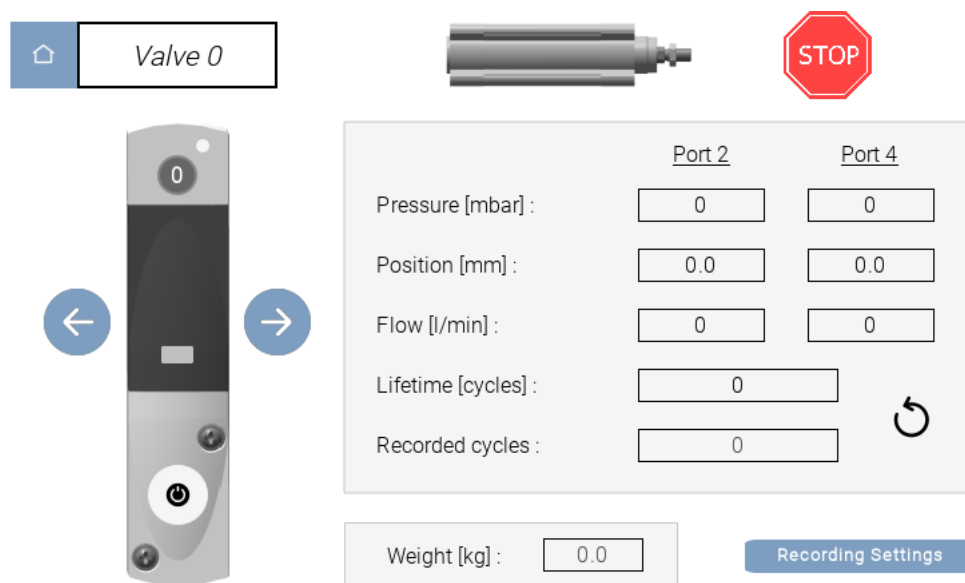 Valve 0
STOP
0
Port 2 Port 4
Pressure [mbar] : 0 0
Position [mm] : 0.0 0.0
Flow [l/min] : 0 0
Lifetime [cycles] : 0
Recorded cycles : 0
Weight [kg] : 0.0
Recording Settings